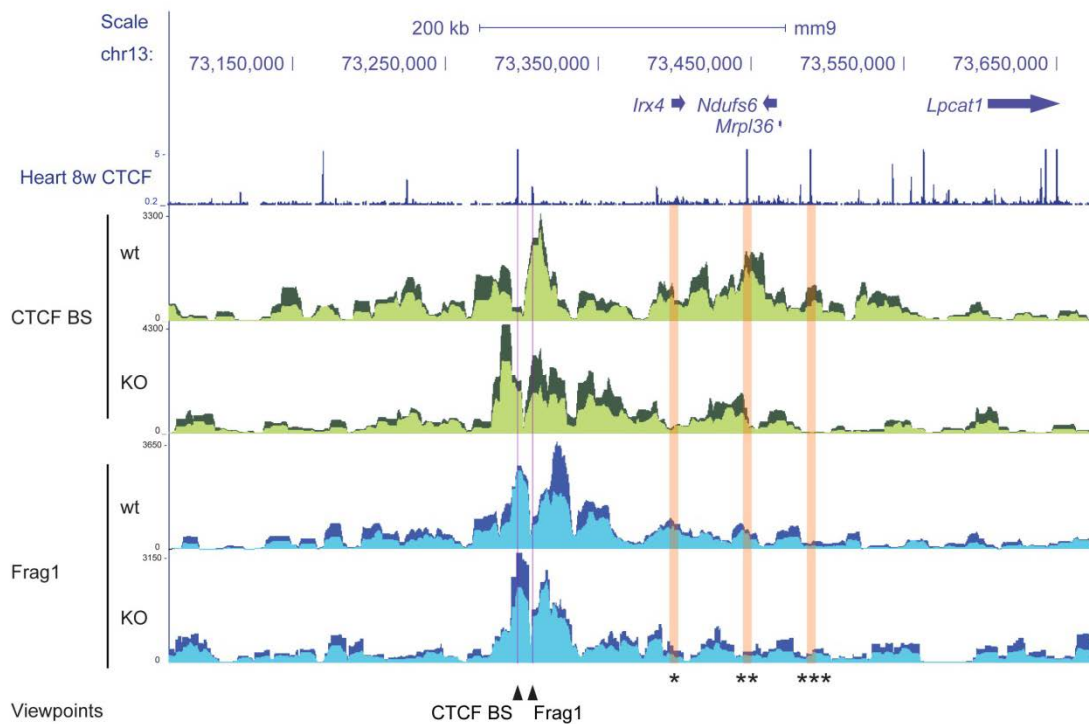 Scale 200 kb mm9
chr13: 73,150,000 73,250,000 73,350,000 73,450,000 73,550,000 73,650,000
Irx4 Ndufs6 Lpcat1
Mrpl36
5
Heart 8w CTCF
0.2
3300
wt
CTCF BS
0
4300
KO
0
3650
wt
0
Frag1
3150
KO
0
* ** ***
Viewpoints CTCF BS Frag1